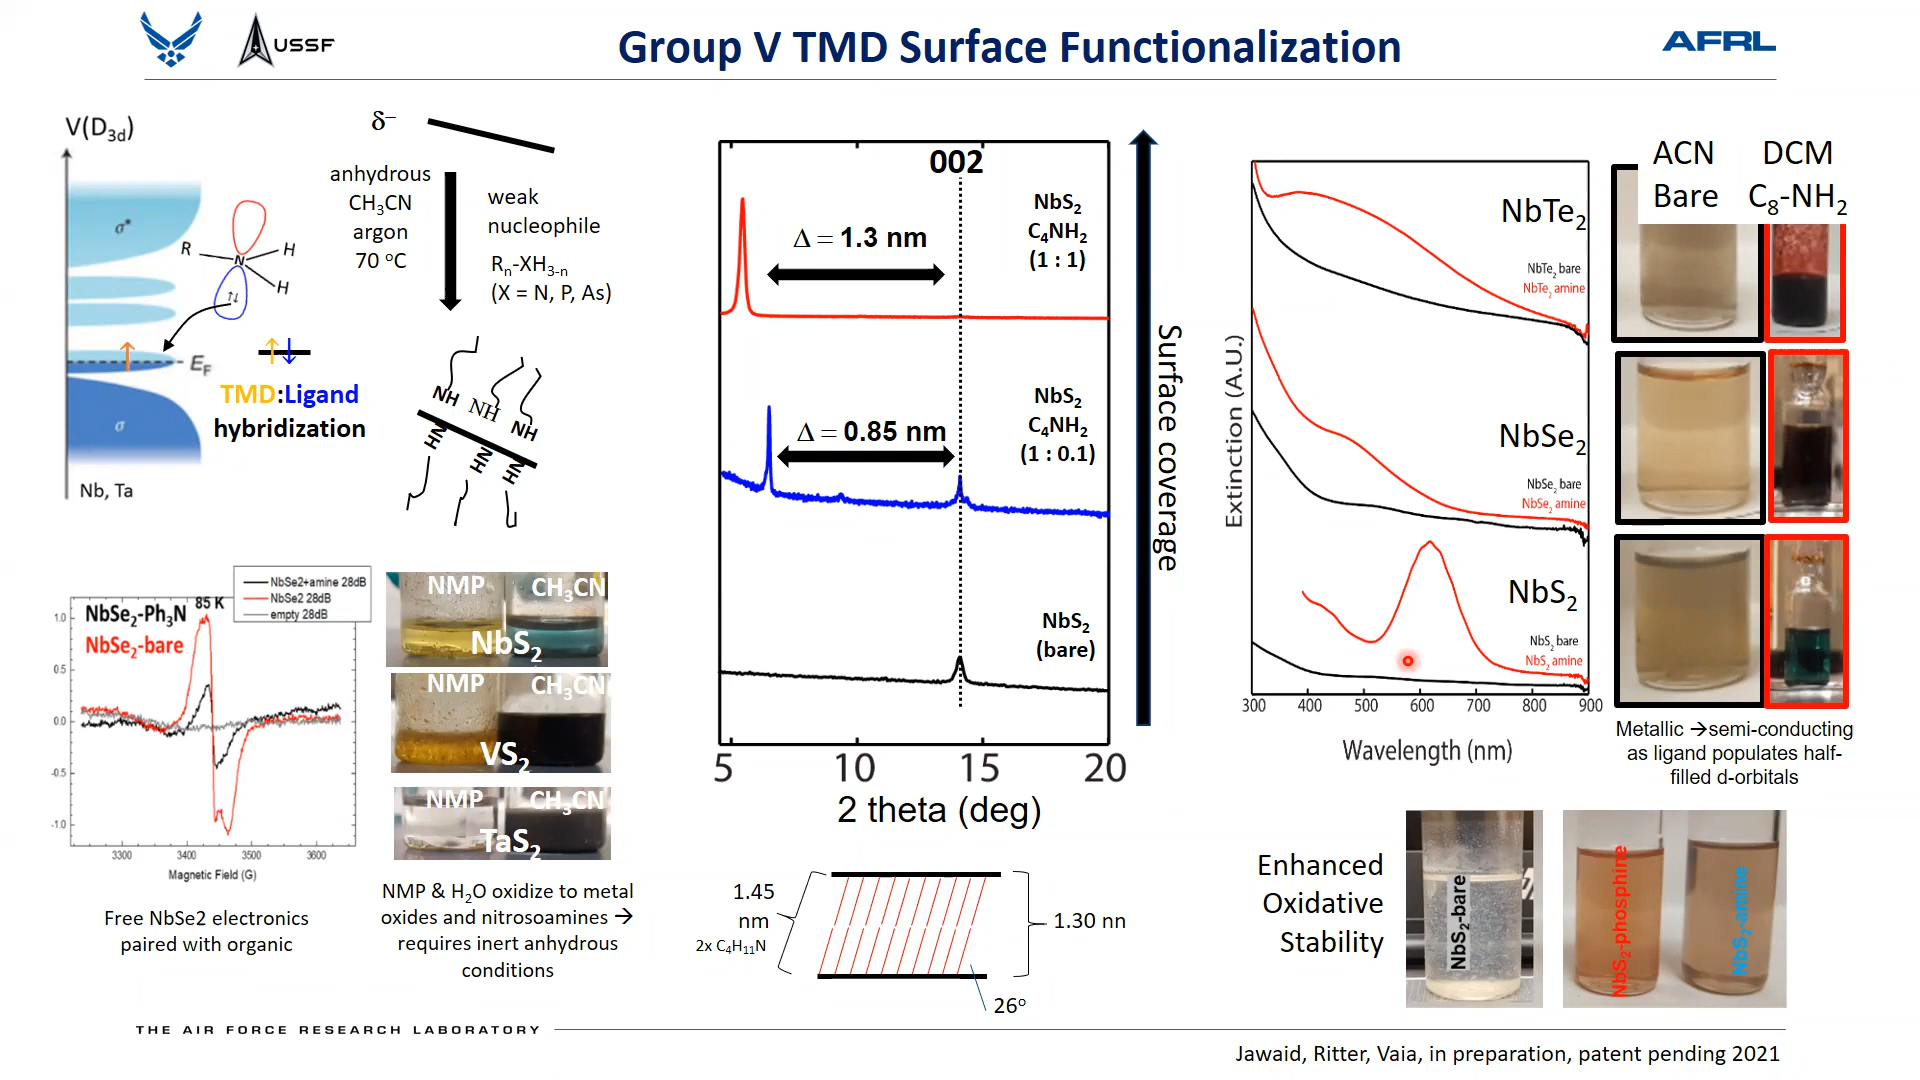 USSF
Group V TMD Surface Functionalization
AFRL
V(D3d)
σ*
R
N
H
H
↑↓
EF
σ
Nb, Ta
TMD:Ligand
hybridization
δ–
anhydrous
CH3CN
argon
70 oC
weak
nucleophile
Rn-XH3-n
(X = N, P, As)
NH
NH
NH
HN
HN
HN
NbSe2+amine 28dB
NbSe2 28dB
empty 28dB
85 K
NbSe2-Ph3N
NbSe2-bare
1.0
0.5
0.0
-0.5
-1.0
3300 3400 3500 3600
Magnetic Field (G)
Free NbSe2 electronics
paired with organic
NMP CH3CN
NbS2
NMP CH3CN
VS2
NMP CH3CN
TaS2
NMP & H2O oxidize to metal
oxides and nitrosoamines →
requires inert anhydrous
conditions
002
NbS2
C4NH2
(1 : 1)
Δ = 1.3 nm
NbS2
C4NH2
(1 : 0.1)
Δ = 0.85 nm
NbS2
(bare)
5 10 15 20
2 theta (deg)
Surface coverage
1.45
nm
2x C4H11N
1.30 nn
26o
Extinction (A.U.)
NbTe2
NbTe2 bare
NbTe2 amine
NbSe2
NbSe2 bare
NbSe2 amine
NbS2
NbS2 bare
NbS2 amine
300 400 500 600 700 800 900
Wavelength (nm)
ACN
Bare
DCM
C8-NH2
Metallic →semi-conducting
as ligand populates half-
filled d-orbitals
Enhanced
Oxidative
Stability
NbS2-bare
NbS2-phosphine
NbS2-amine
THE AIR FORCE RESEARCH LABORATORY
Jawaid, Ritter, Vaia, in preparation, patent pending 2021